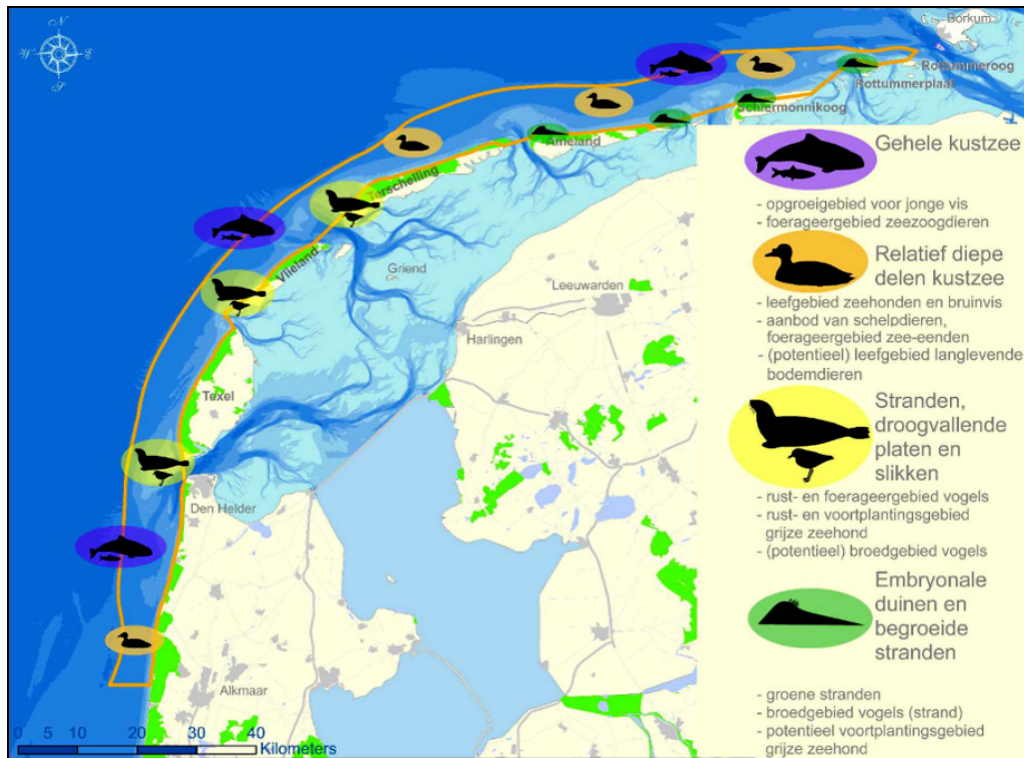 N
W
E
S
Borkum
Rottummeroog
Rottummerplaat
Schiermonnikoog
Ameland
Terschelling
Vlieland
Griend
Leeuwarden
Harlingen
Texel
Den Helder
Alkmaar
0 5 10 20 30 40
Kilometers
Gehele kustzee
- opgroeigebied voor jonge vis
- foerageergebied zeezoogdieren
Relatief diepe
delen kustzee
- leefgebied zeehonden en bruinvis
- aanbod van schelpdieren,
foerageergebied zee-eenden
- (potentieel) leefgebied langlevende
bodemdieren
Stranden,
droogvallende
platen en
slikken
- rust- en foerageergebied vogels
- rust- en voortplantingsgebied
grijze zeehond
- (potentieel) broedgebied vogels
Embryonale
duinen en
begroeide
stranden
- groene stranden
- broedgebied vogels (strand)
- potentieel voortplantingsgebied
grijze zeehond